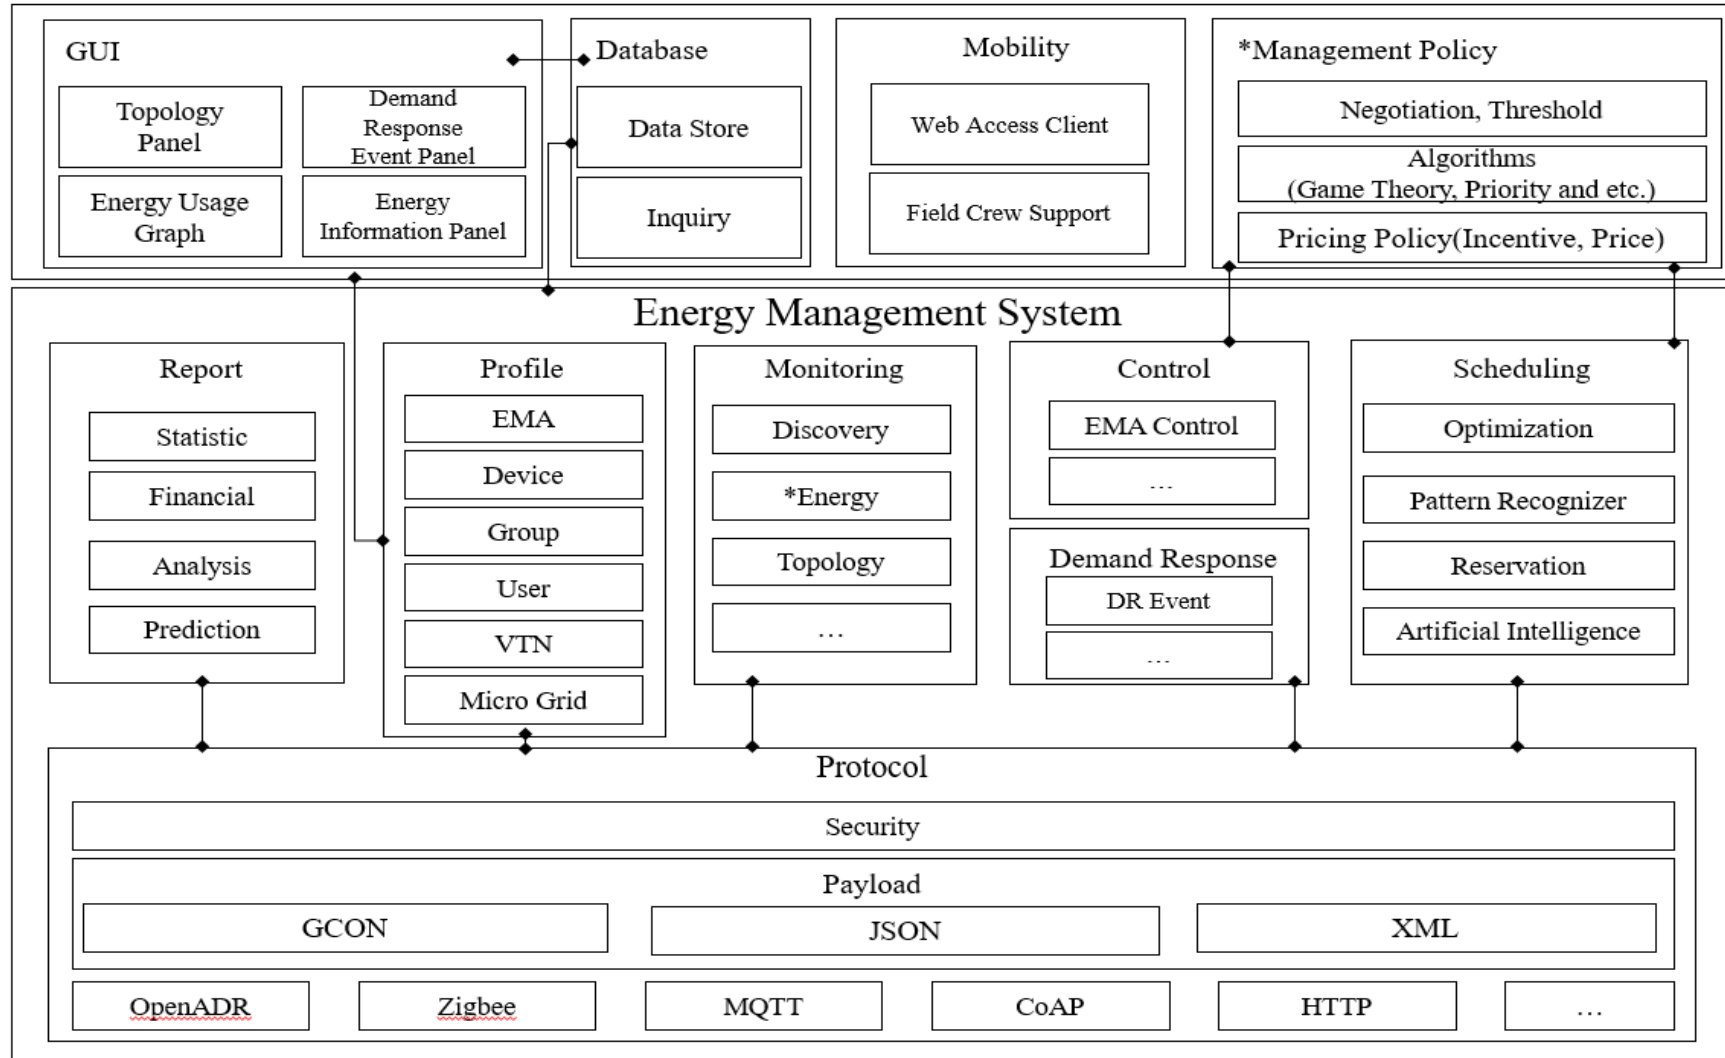 GUI
Topology
Panel
Demand
Response
Event Panel
Energy Usage
Graph
Energy
Information Panel
Database
Data Store
Inquiry
Mobility
Web Access Client
Field Crew Support
*Management Policy
Negotiation, Threshold
Algorithms
(Game Theory, Priority and etc.)
Pricing Policy(Incentive, Price)
Energy Management System
Report
Statistic
Financial
Analysis
Prediction
Profile
EMA
Device
Group
User
VTN
Micro Grid
Monitoring
Discovery
*Energy
Topology
…
Control
EMA Control
…
Demand Response
DR Event
…
Scheduling
Optimization
Pattern Recognizer
Reservation
Artificial Intelligence
Protocol
Security
Payload
GCON
JSON
XML
OpenADR
Zigbee
MQTT
CoAP
HTTP
…